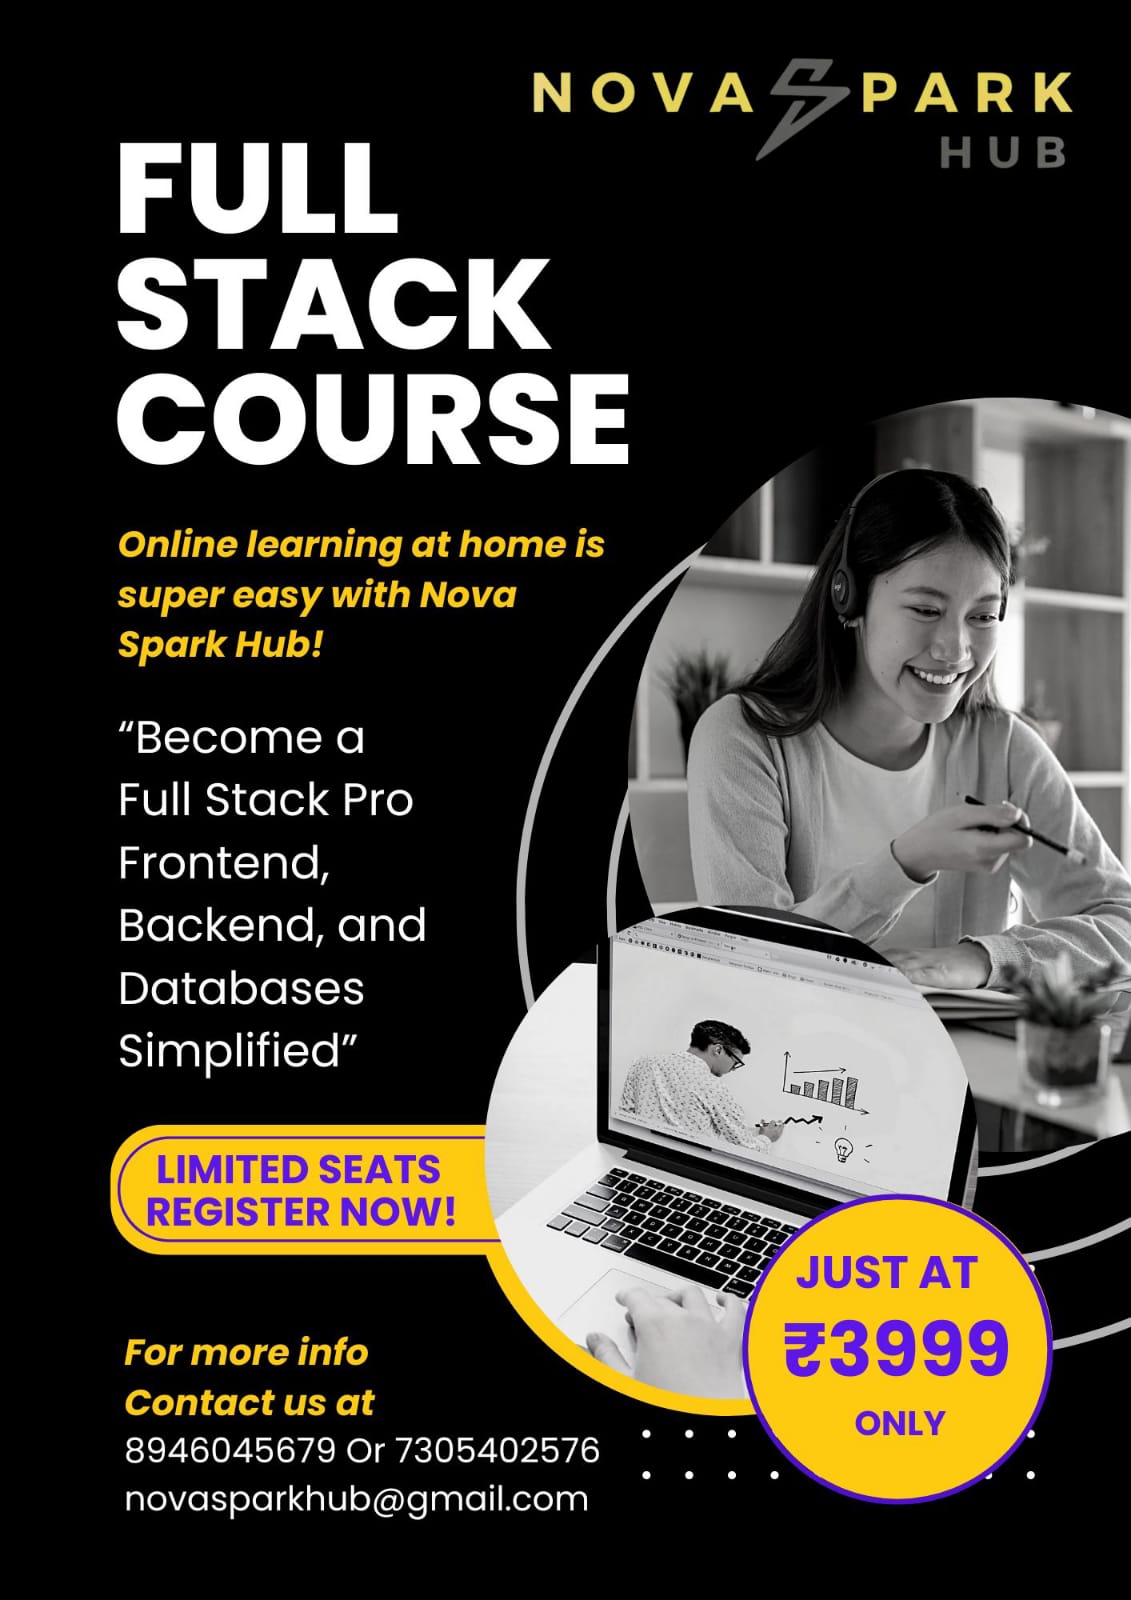 NOVA SPARK
HUB
FULL
STACK
COURSE
Online learning at home is
super easy with Nova
Spark Hub!
“Become a
Full Stack Pro
Frontend,
Backend, and
Databases
Simplified”
LIMITED SEATS
REGISTER NOW!
JUST AT
₹3999
ONLY
For more info
Contact us at
8946045679 Or 7305402576
novasparkhub@gmail.com